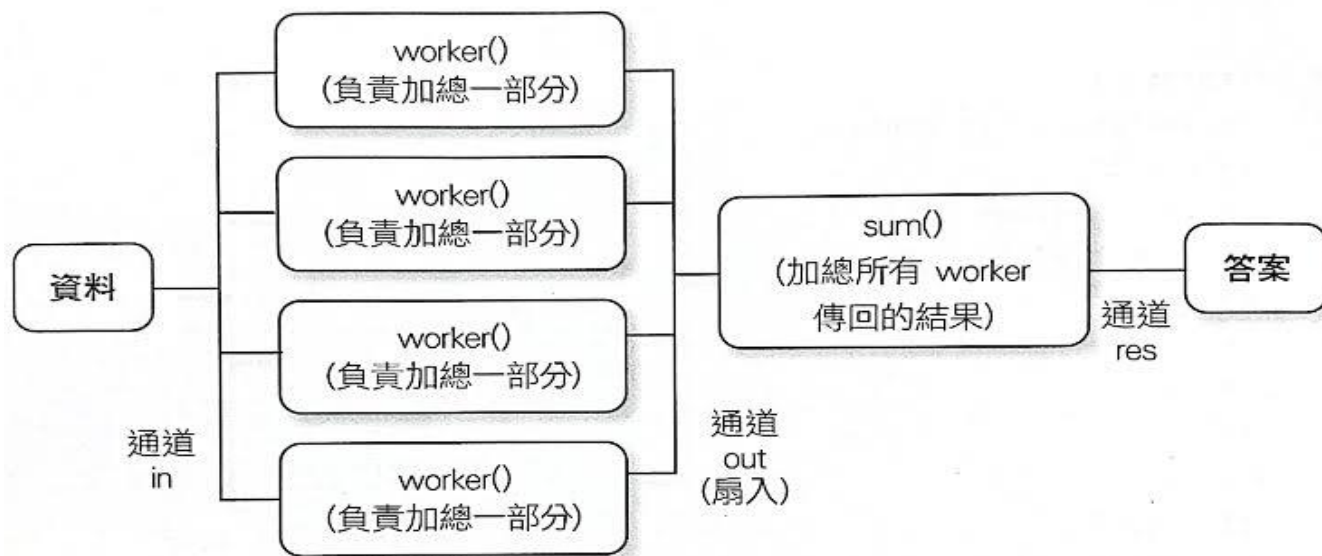 worker()
(負責加總一部分)
worker()
(負責加總一部分)
worker()
(負責加總一部分)
worker()
(負責加總一部分)
資料
通道
in
通道
out
(扇入)
sum()
(加總所有 worker
傳回的結果)
通道
res
答案